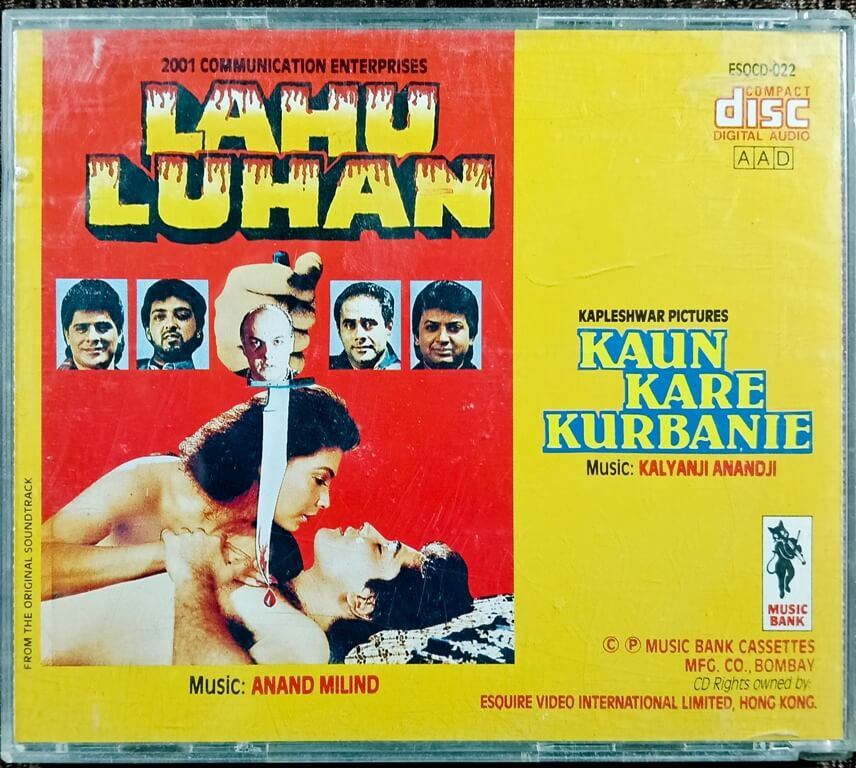 2001 COMMUNICATION ENTERPRISES
LAHU
LUHAN
FROM THE ORIGINAL SOUNDTRACK
Music: ANAND MILIND
ESQCD-022
COMPACT
disc
DIGITAL AUDIO
AAD
KAPLESHWAR PICTURES
KAUN
KARE
KURBANIE
Music: KALYANJI ANANDJI
MUSIC
BANK
© ℗ MUSIC BANK CASSETTES
MFG. CO., BOMBAY
CD Rights owned by:
ESQUIRE VIDEO INTERNATIONAL LIMITED, HONG KONG.